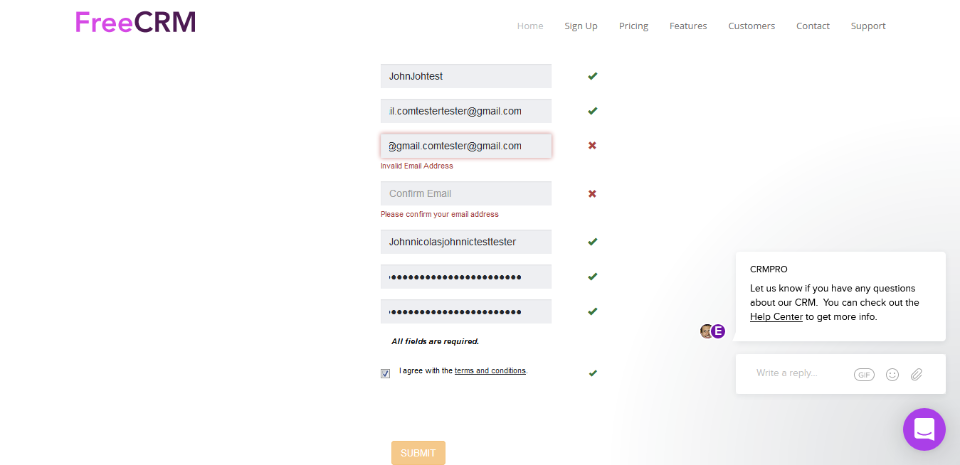 FreeCRM
Home Sign Up Pricing Features Customers Contact Support
JohnJohtest
il.comtestertester@gmail.com
@gmail.comtester@gmail.com
Invalid Email Address
Confirm Email
Please confirm your email address
Johnnicolasjohnnictesttester
All fields are required.
I agree with the terms and conditions.
SUBMIT
CRMPRO
Let us know if you have any questions
about our CRM. You can check out the
Help Center to get more info.
E
Write a reply...
GIF